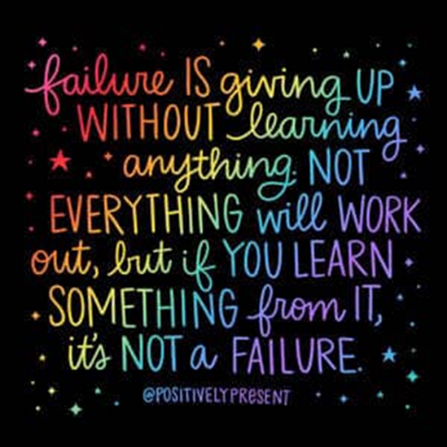 failure IS giving UP
WITHOUT learning
anything. NOT
EVERYTHING will WORK
out, but if YOU LEARN
SOMETHING from IT,
it's NOT a FAILURE.
@POSITIVELYPRESENT